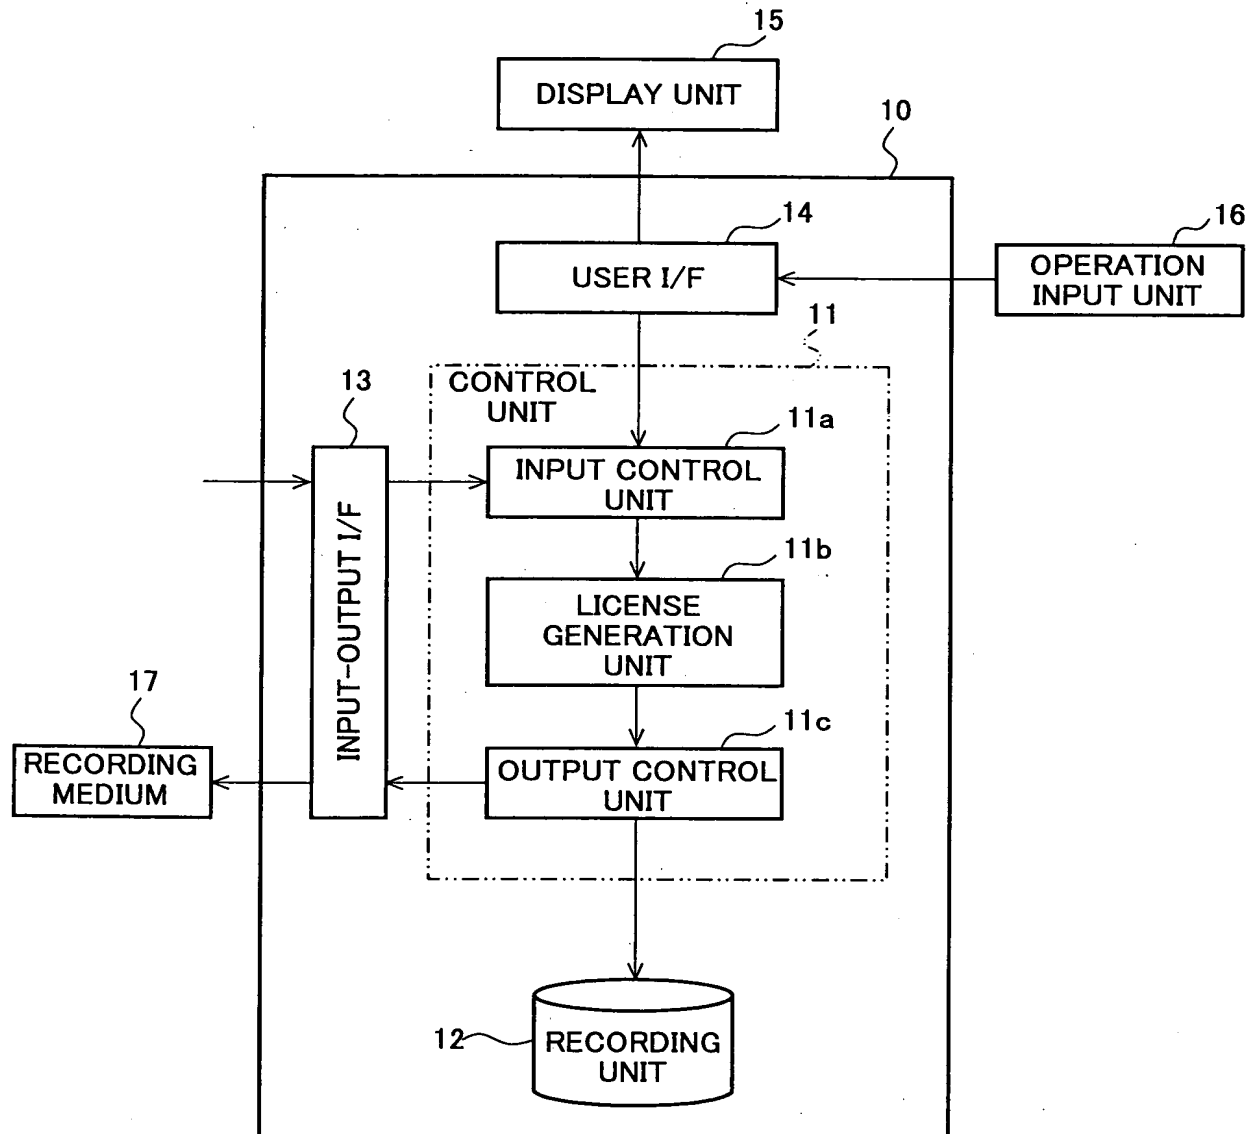 15
DISPLAY UNIT
10
14
USER I/F
16
OPERATION
INPUT UNIT
11
CONTROL
UNIT
13
INPUT-OUTPUT I/F
11a
INPUT CONTROL
UNIT
11b
LICENSE
GENERATION
UNIT
17
RECORDING
MEDIUM
11c
OUTPUT CONTROL
UNIT
12
RECORDING
UNIT